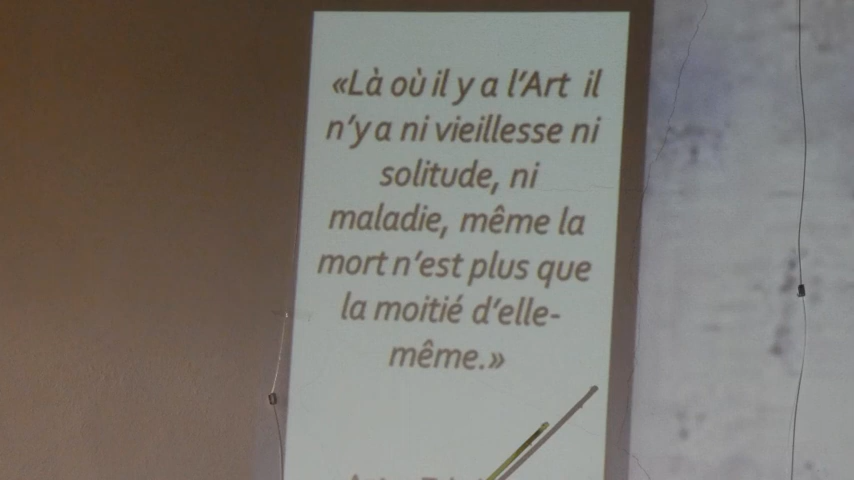 «Là où il y a l'Art il
n'y a ni vieillesse ni
solitude, ni
maladie, même la
mort n'est plus que
la moitié d'elle-
même.»